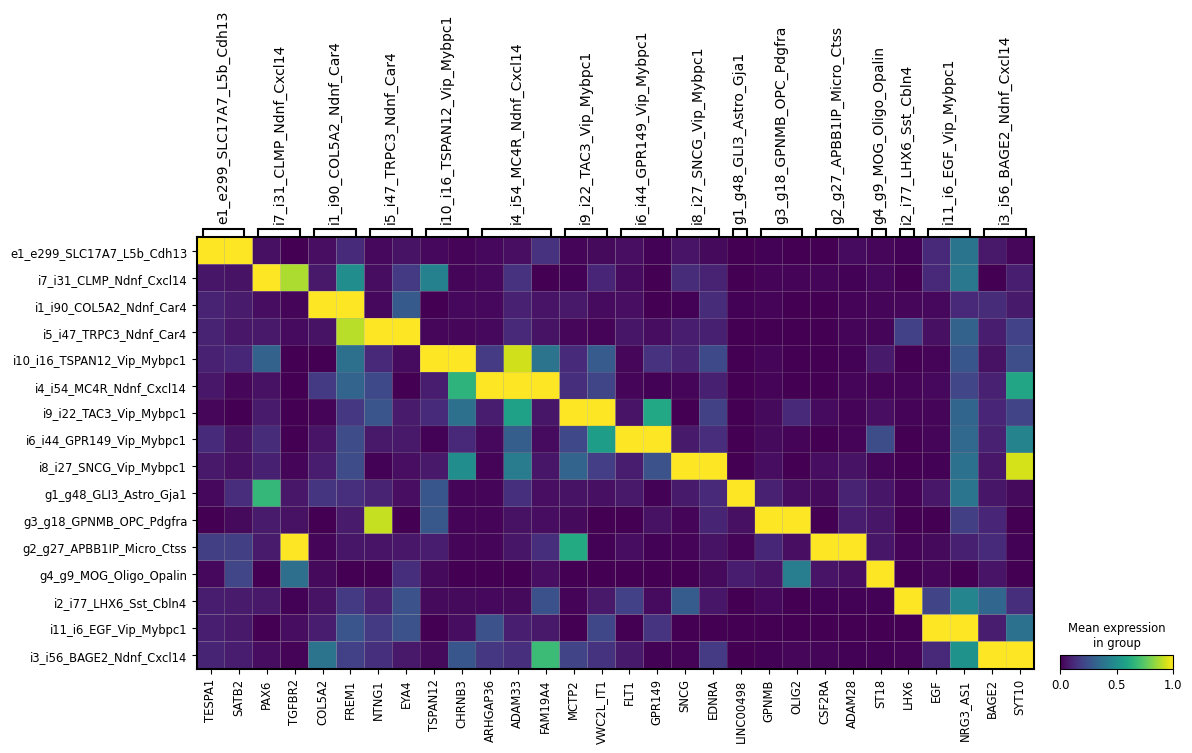 e1_e299_SLC17A7_L5b_Cdh13
i7_i31_CLMP_Ndnf_Cxcl14
i1_i90_COL5A2_Ndnf_Car4
i5_i47_TRPC3_Ndnf_Car4
i10_i16_TSPAN12_Vip_Mybpc1
i4_i54_MC4R_Ndnf_Cxcl14
i9_i22_TAC3_Vip_Mybpc1
i6_i44_GPR149_Vip_Mybpc1
i8_i27_SNCG_Vip_Mybpc1
g1_g48_GLI3_Astro_Gja1
g3_g18_GPNMB_OPC_Pdgfra
g2_g27_APBB1IP_Micro_Ctss
g4_g9_MOG_Oligo_Opalin
i2_i77_LHX6_Sst_Cbln4
i11_i6_EGF_Vip_Mybpc1
i3_i56_BAGE2_Ndnf_Cxcl14
e1_e299_SLC17A7_L5b_Cdh13
i7_i31_CLMP_Ndnf_Cxcl14
i1_i90_COL5A2_Ndnf_Car4
i5_i47_TRPC3_Ndnf_Car4
i10_i16_TSPAN12_Vip_Mybpc1
i4_i54_MC4R_Ndnf_Cxcl14
i9_i22_TAC3_Vip_Mybpc1
i6_i44_GPR149_Vip_Mybpc1
i8_i27_SNCG_Vip_Mybpc1
g1_g48_GLI3_Astro_Gja1
g3_g18_GPNMB_OPC_Pdgfra
g2_g27_APBB1IP_Micro_Ctss
g4_g9_MOG_Oligo_Opalin
i2_i77_LHX6_Sst_Cbln4
i11_i6_EGF_Vip_Mybpc1
i3_i56_BAGE2_Ndnf_Cxcl14
TESPA1
SATB2
PAX6
TGFBR2
COL5A2
FREM1
NTNG1
EYA4
TSPAN12
CHRNB3
ARHGAP36
ADAM33
FAM19A4
MCTP2
VWC2L_IT1
FLT1
GPR149
SNCG
EDNRA
LINC00498
GPNMB
OLIG2
CSF2RA
ADAM28
ST18
LHX6
EGF
NRG3_AS1
BAGE2
SYT10
Mean expression
in group
0.0 0.5 1.0